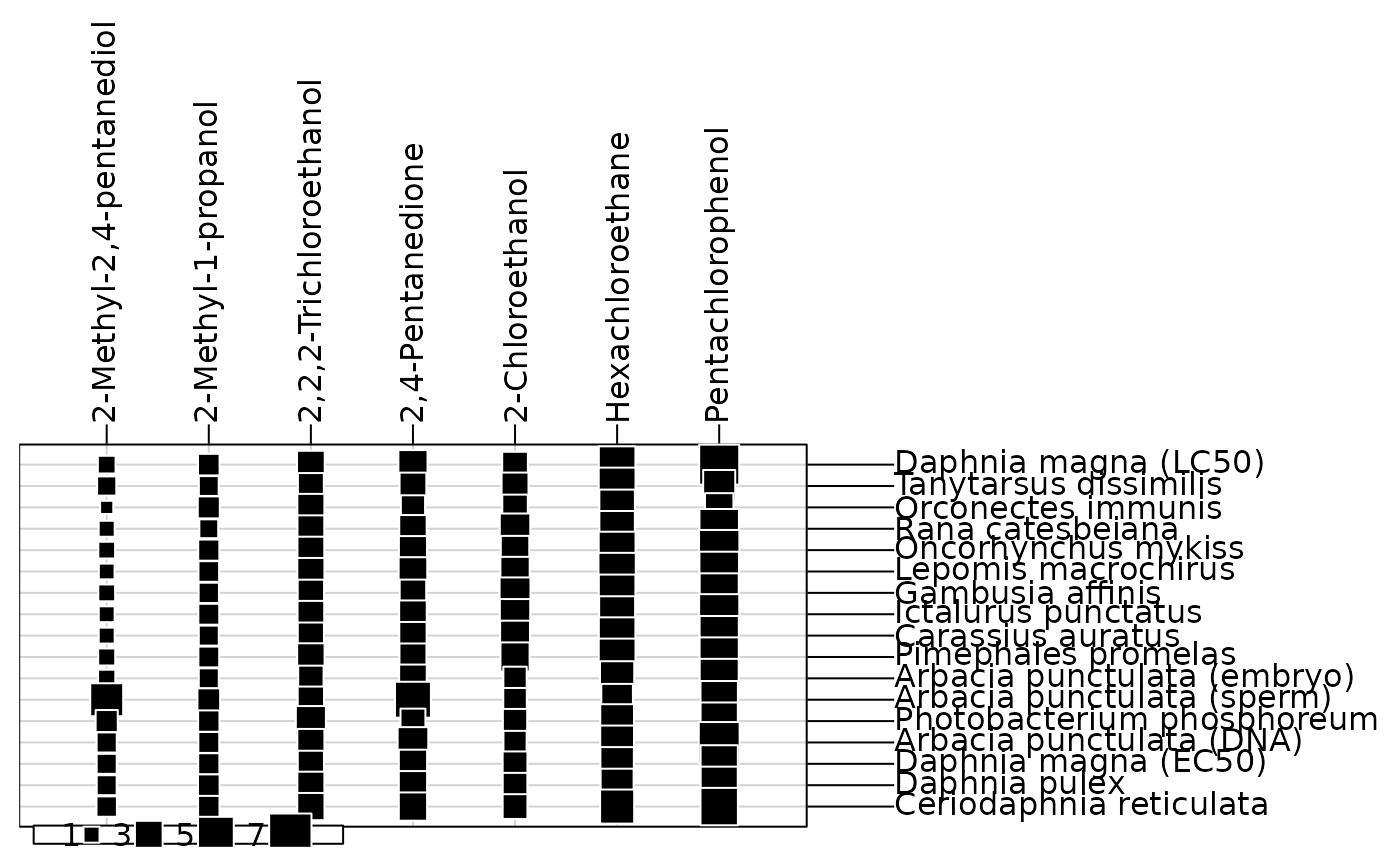 2-Methyl-2,4-pentanediol
2-Methyl-1-propanol
2,2,2-Trichloroethanol
2,4-Pentanedione
2-Chloroethanol
Hexachloroethane
Pentachlorophenol
Daphnia magna (LC50)
Tanytarsus dissimilis
Orconectes immunis
Rana catesbeiana
Oncorhynchus mykiss
Lepomis macrochirus
Gambusia affinis
Ictalurus punctatus
Carassius auratus
Pimephales promelas
Arbacia punctulata (embryo)
Arbacia punctulata (sperm)
Photobacterium phosphoreum
Arbacia punctulata (DNA)
Daphnia magna (EC50)
Daphnia pulex
Ceriodaphnia reticulata
1 3 5 7